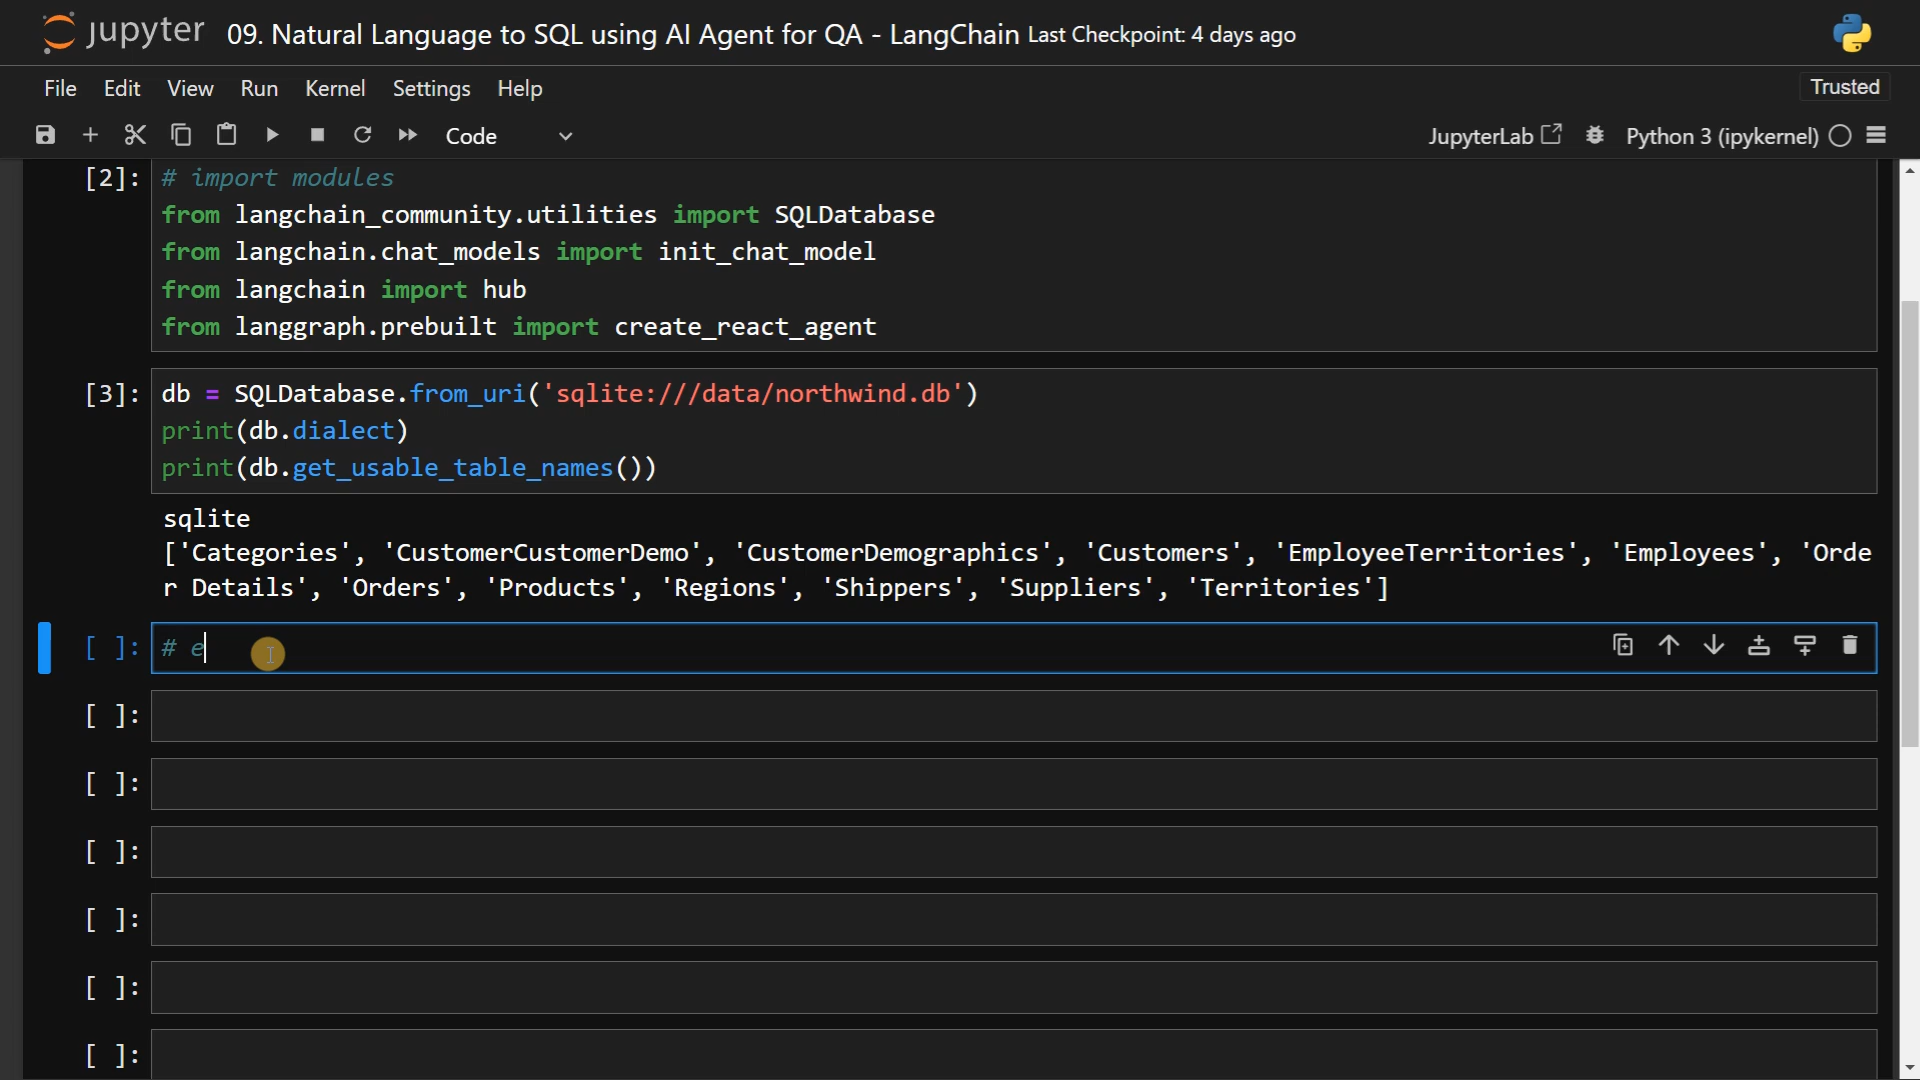 jupyter 09. Natural Language to SQL using AI Agent for QA - LangChain Last Checkpoint: 4 days ago
File Edit View Run Kernel Settings Help Trusted
Code JupyterLab Python 3 (ipykernel)
[2]: # import modules
from langchain_community.utilities import SQLDatabase
from langchain.chat_models import init_chat_model
from langchain import hub
from langgraph.prebuilt import create_react_agent
[3]: db = SQLDatabase.from_uri('sqlite:///data/northwind.db')
print(db.dialect)
print(db.get_usable_table_names())
sqlite
['Categories', 'CustomerCustomerDemo', 'CustomerDemographics', 'Customers', 'EmployeeTerritories', 'Employees', 'Orde
r Details', 'Orders', 'Products', 'Regions', 'Shippers', 'Suppliers', 'Territories']
[ ]: # e
[ ]:
[ ]:
[ ]:
[ ]:
[ ]:
[ ]: